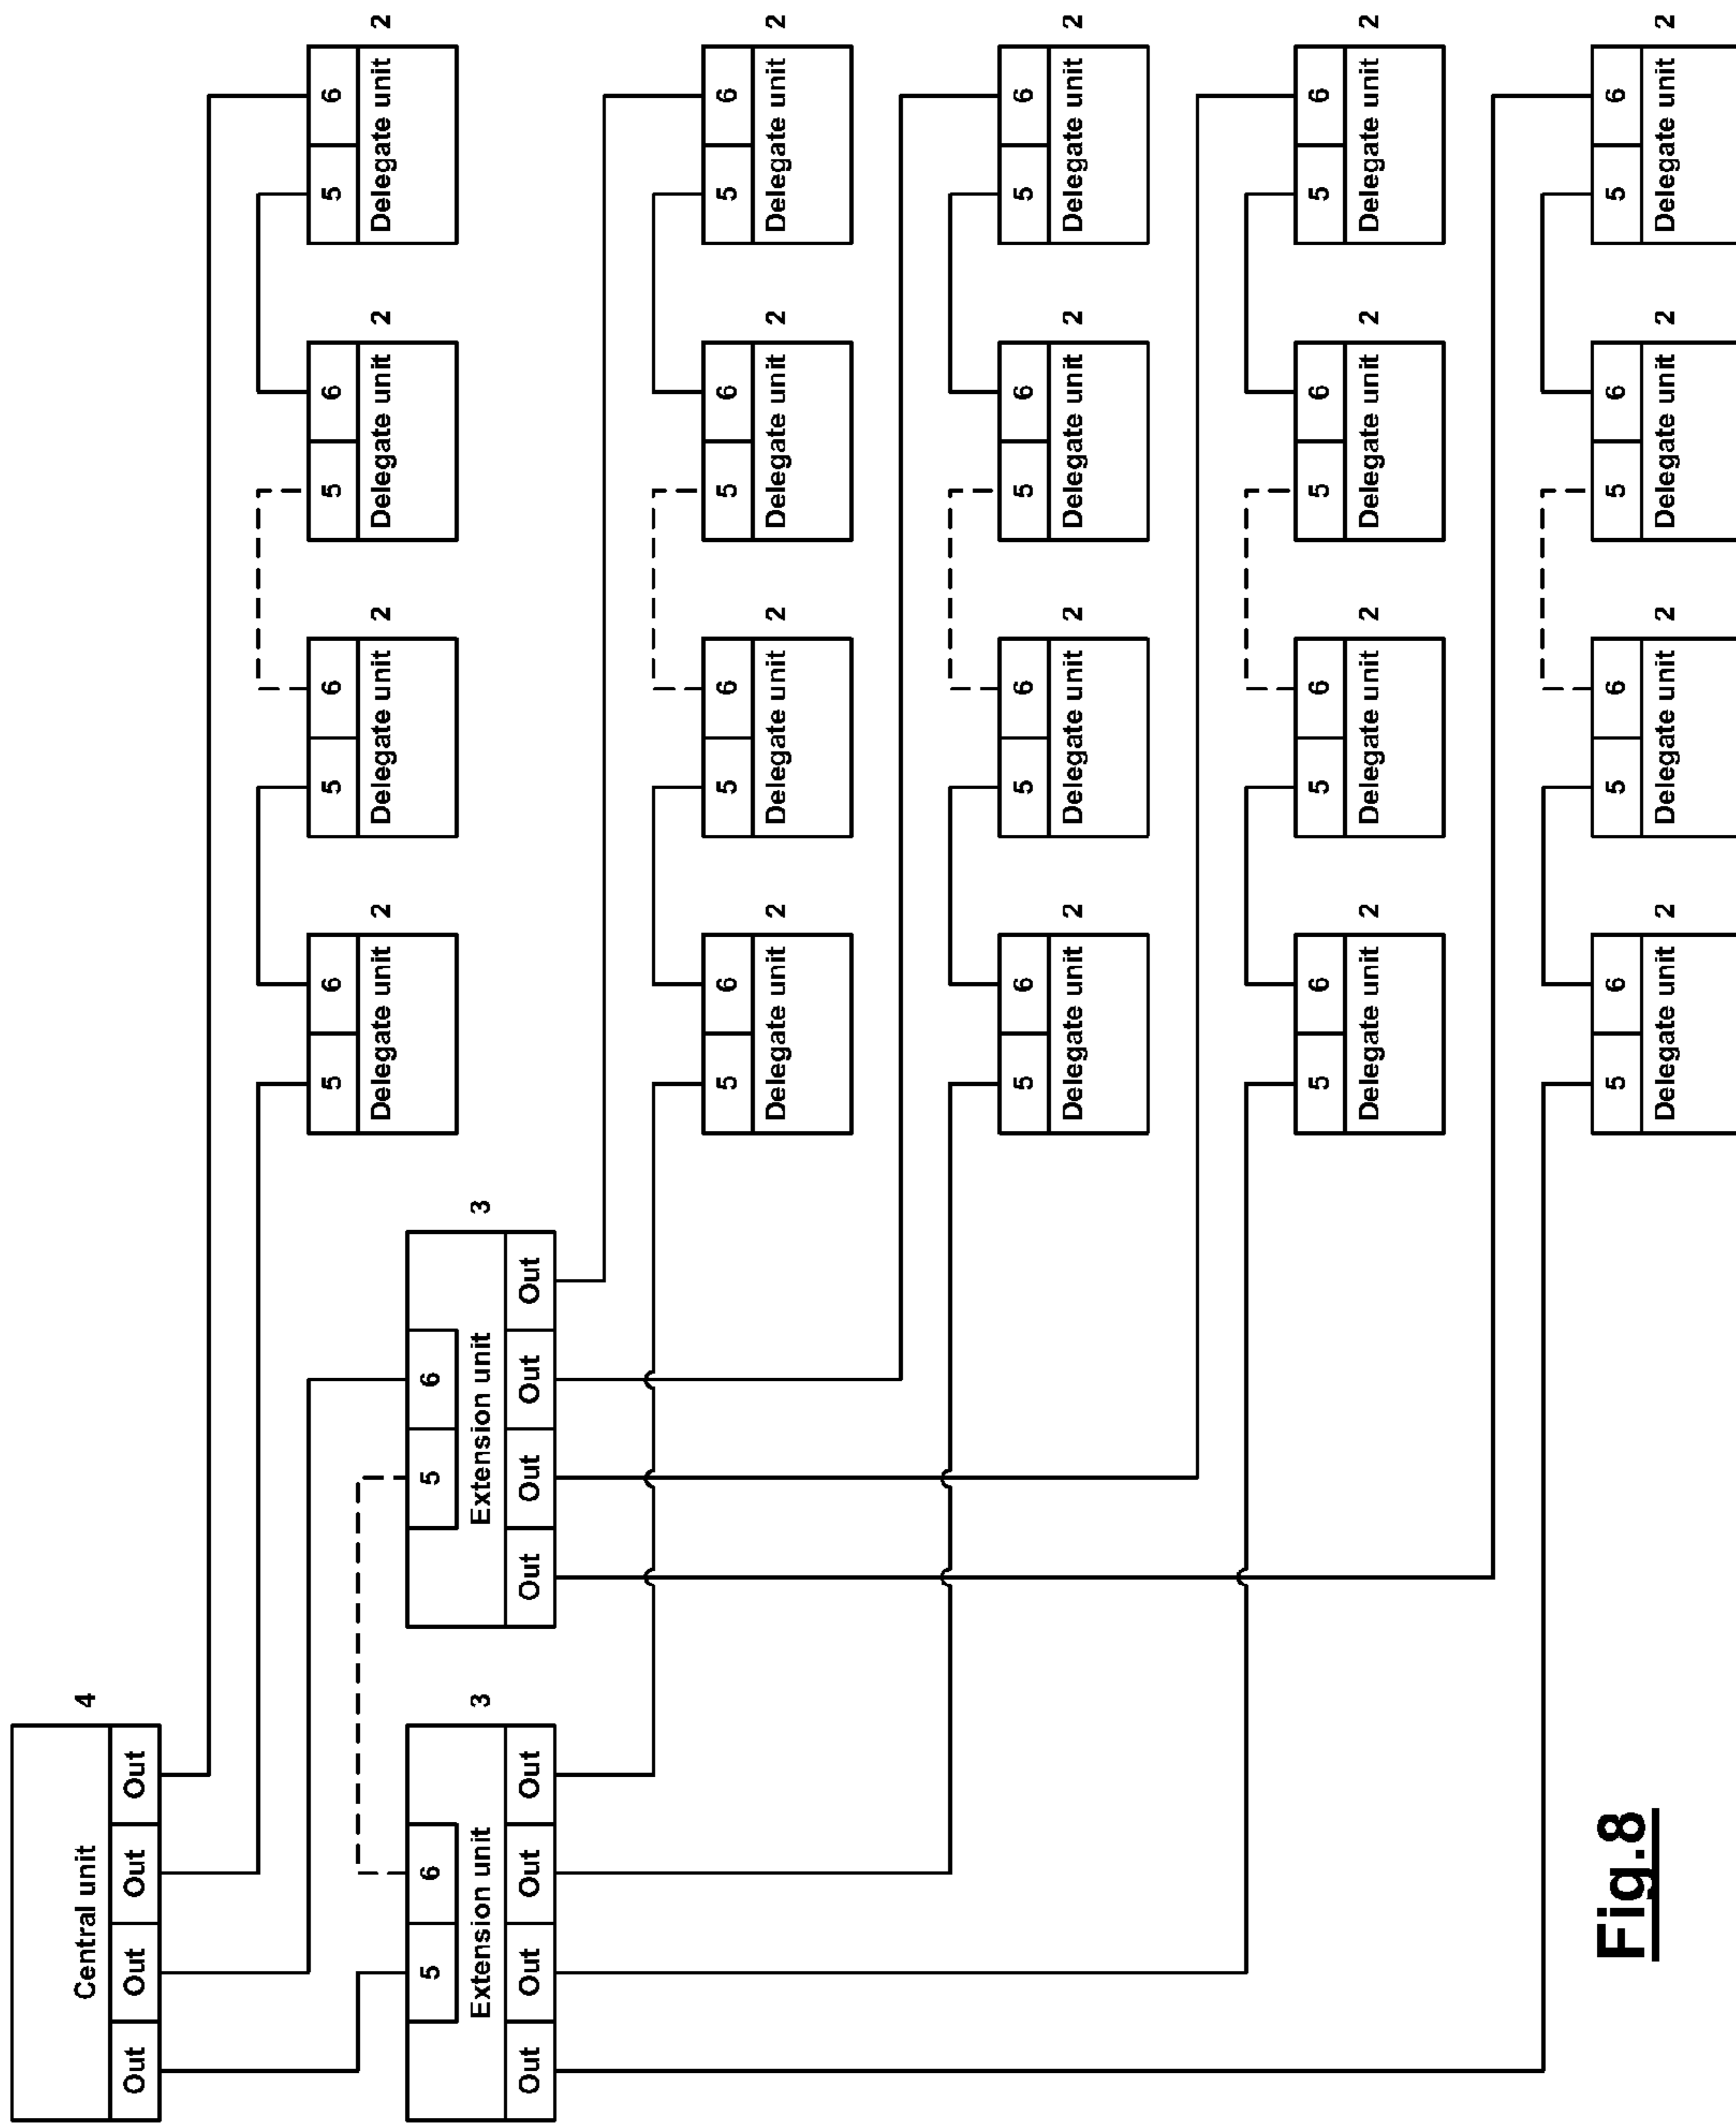 Central unit 4
Out Out Out Out
5 6 5 6 5 6 5 6
Delegate unit 2 Delegate unit 2 Delegate unit 2 Delegate unit 2
5 6 5 6
Extension unit 3 Extension unit 3
Out Out Out Out Out Out Out Out
5 6 5 6 5 6 5 6
Delegate unit 2 Delegate unit 2 Delegate unit 2 Delegate unit 2
5 6 5 6 5 6 5 6
Delegate unit 2 Delegate unit 2 Delegate unit 2 Delegate unit 2
5 6 5 6 5 6 5 6
Delegate unit 2 Delegate unit 2 Delegate unit 2 Delegate unit 2
5 6 5 6 5 6 5 6
Delegate unit 2 Delegate unit 2 Delegate unit 2 Delegate unit 2
Fig.8